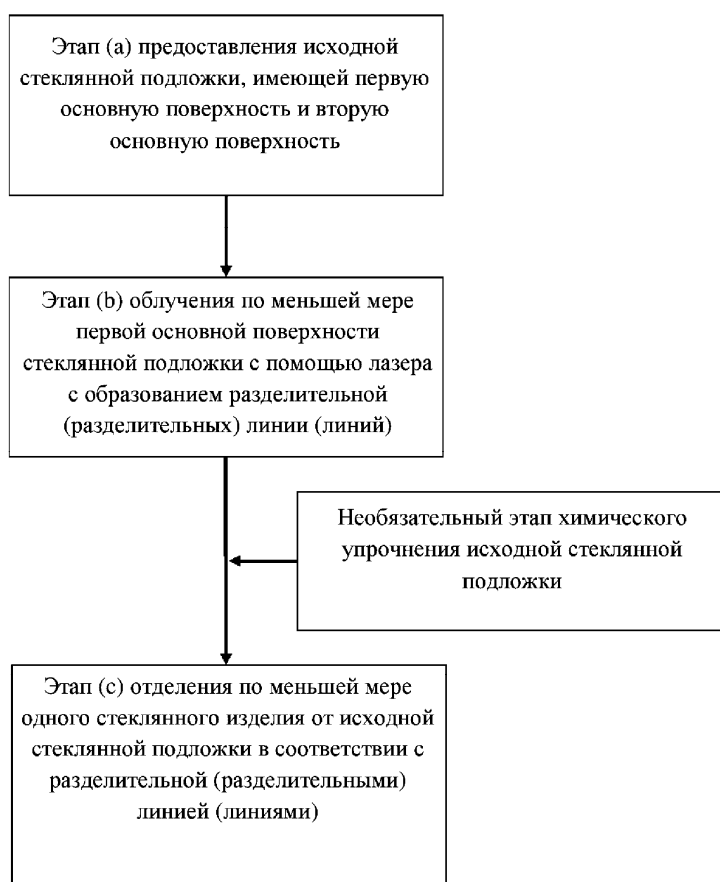 Этап (a) предоставления исходной
стеклянной подложки, имеющей первую
основную поверхность и вторую
основную поверхность
Этап (b) облучения по меньшей мере
первой основной поверхности
стеклянной подложки с помощью лазера
с образованием разделительной
(разделительных) линии (линий)
Необязательный этап химического
упрочнения исходной стеклянной
подложки
Этап (c) отделения по меньшей мере
одного стеклянного изделия от исходной
стеклянной подложки в соответствии с
разделительной (разделительными)
линией (линиями)